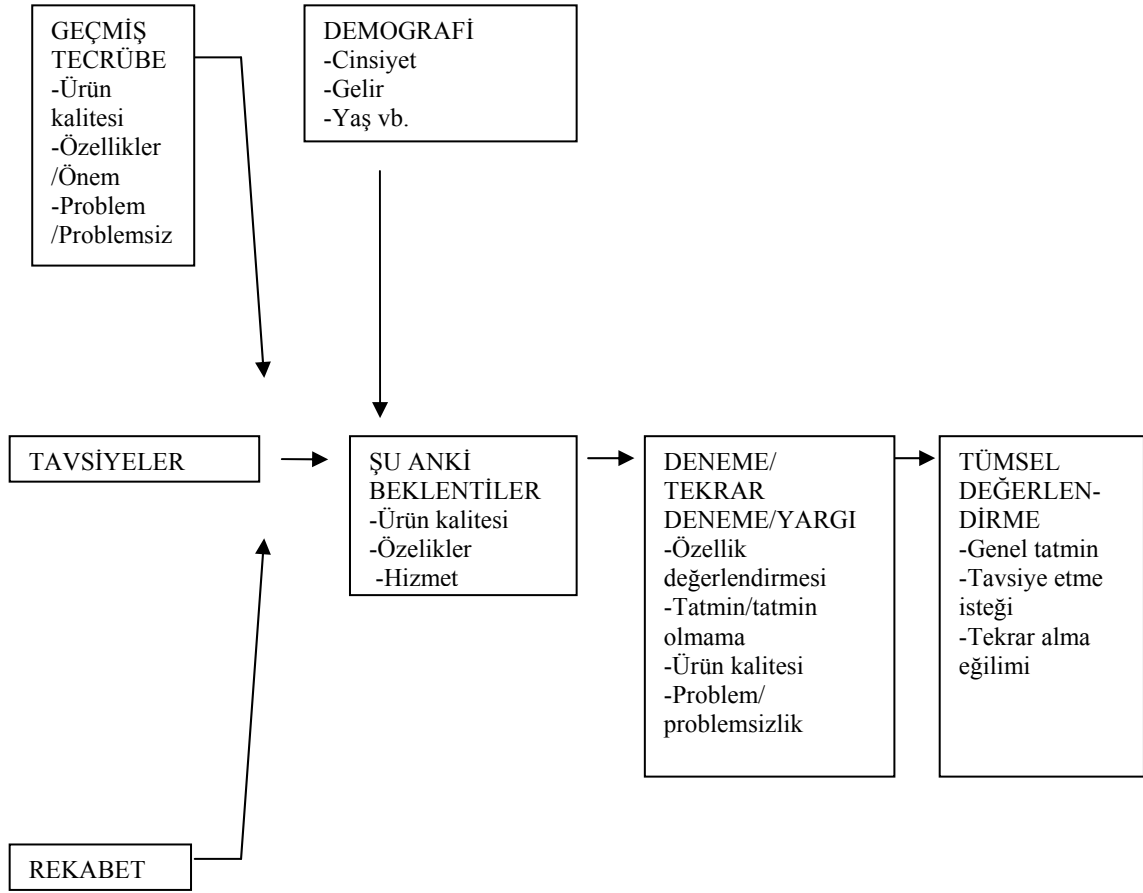 GEÇMİŞ
TECRÜBE
-Ürün
kalitesi
-Özellikler
/Önem
-Problem
/Problemsiz
DEMOGRAFİ
-Cinsiyet
-Gelir
-Yaş vb.
TAVSİYELER
ŞU ANKİ
BEKLENTİLER
-Ürün kalitesi
-Özelikler
-Hizmet
DENEME/
TEKRAR
DENEME/YARGI
-Özellik
değerlendirmesi
-Tatmin/tatmin
olmama
-Ürün kalitesi
-Problem/
problemsizlik
TÜMSEL
DEĞERLEN-
DİRME
-Genel tatmin
-Tavsiye etme
isteği
-Tekrar alma
eğilimi
REKABET